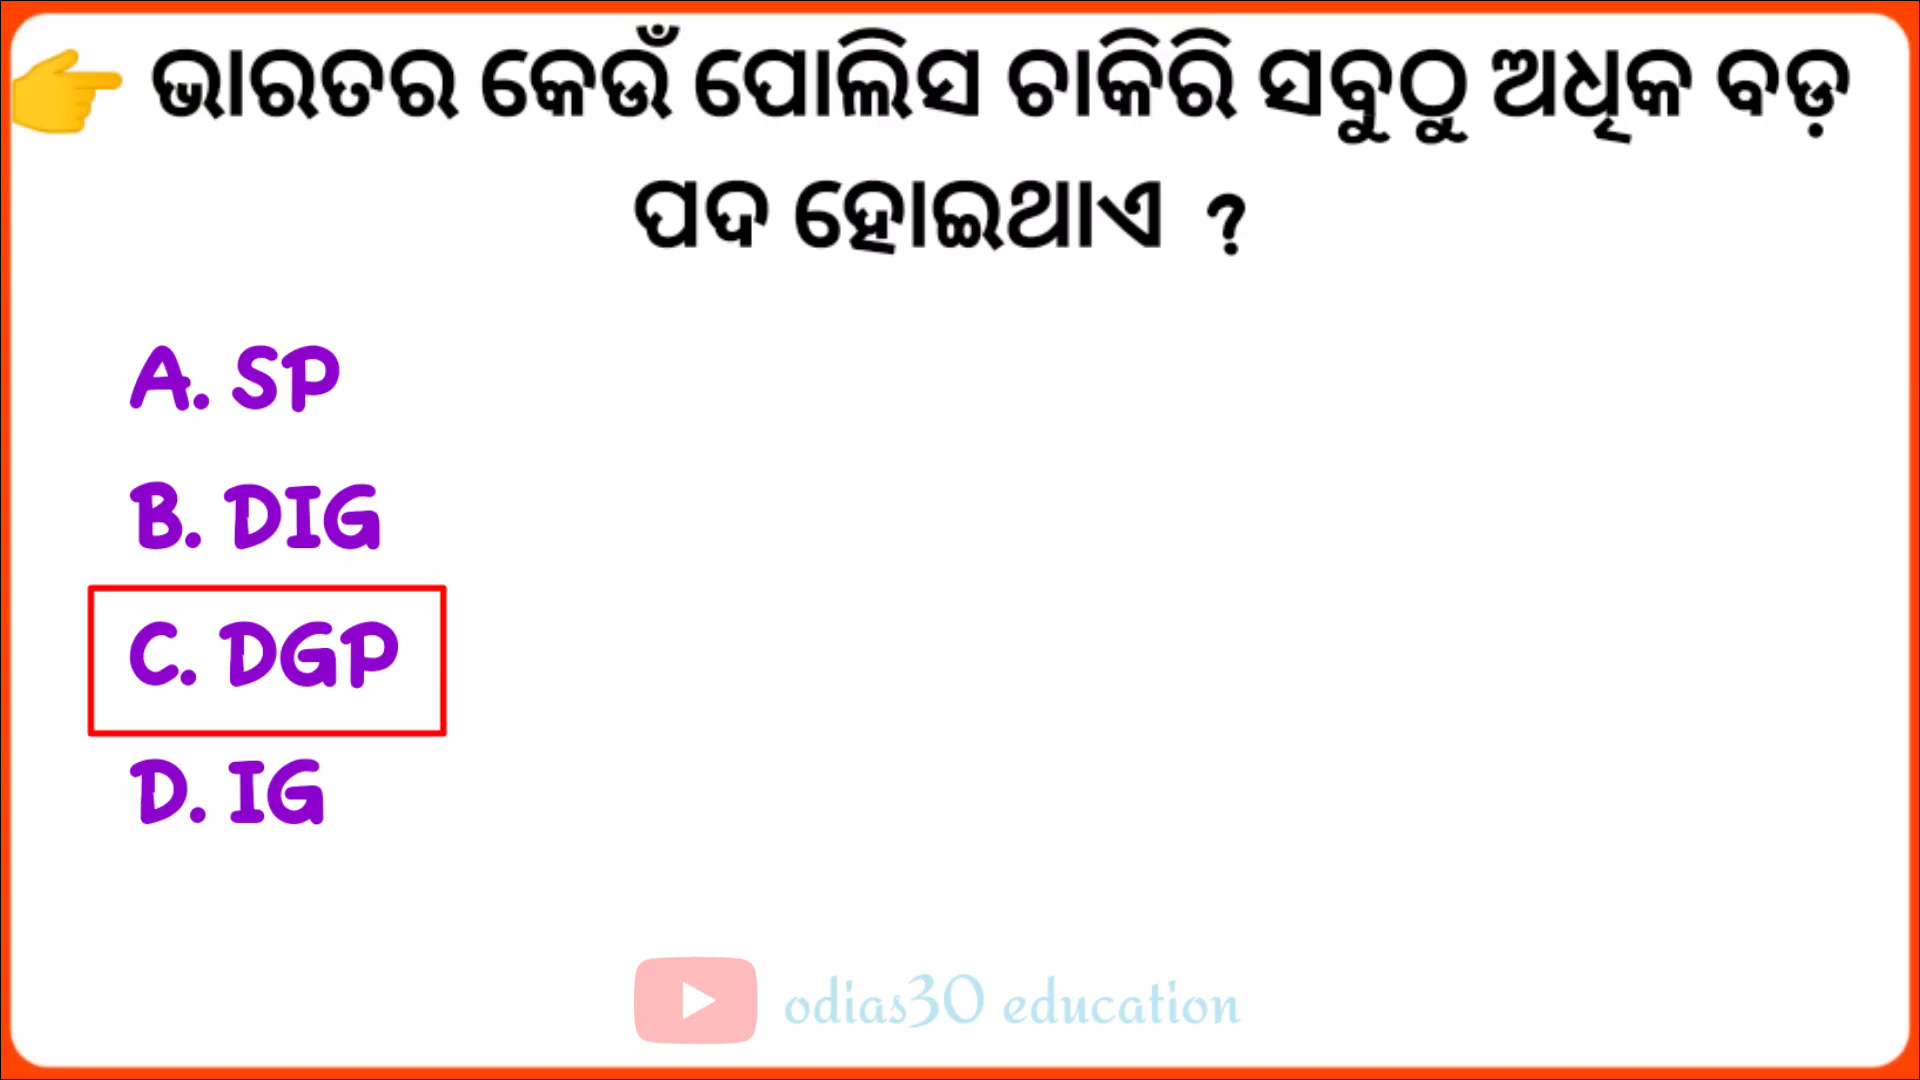 ଭାରତର କେଉଁ ପୋଲିସ ଚାକିରି ସବୁଠୁ ଅଧିକ ବଡ଼
ପଦ ହୋଇଥାଏ ?
A. SP
B. DIG
C. DGP
D. IG
odias30 education